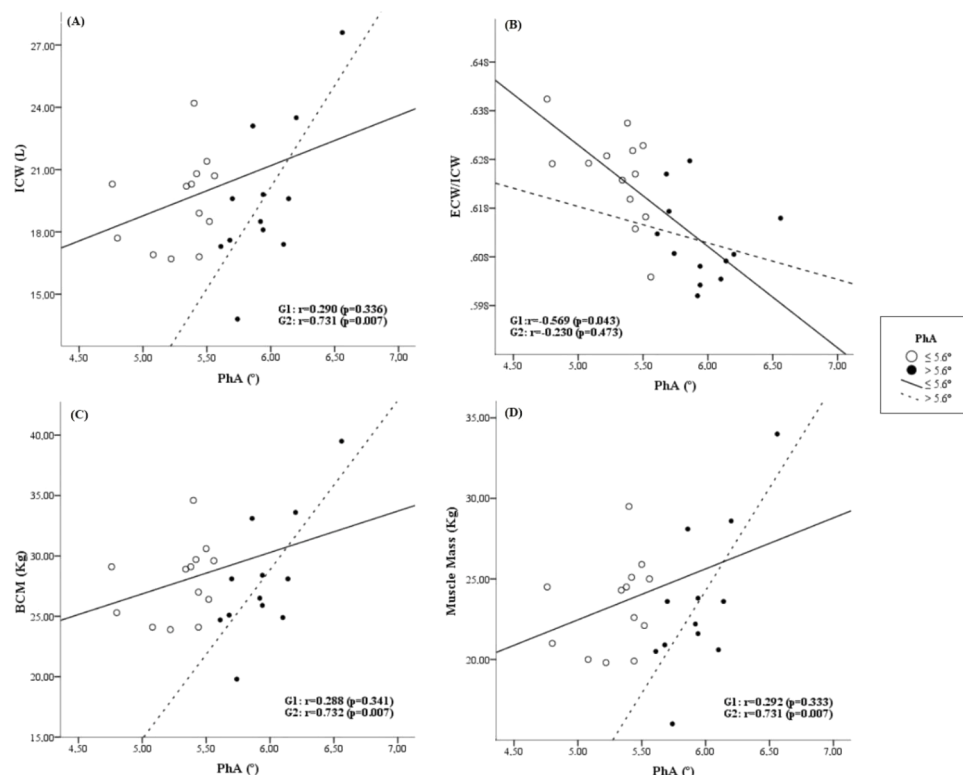 (A)
27.00
24.00
21.00
18.00
15.00
ICW (L)
G1: r=0.290 (p=0.336)
G2: r=0.731 (p=0.007)
4,50 5,00 5,50 6,00 6,50 7,00
PhA (º)
(B)
.648
.638
.628
.618
.608
.598
ECW/ICW
G1:r=-0.569 (p=0.043)
G2: r=-0.230 (p=0.473)
4,50 5,00 5,50 6,00 6,50 7,00
PhA (º)
PhA
≤ 5.6º
> 5.6º
≤ 5.6º
> 5.6º
(C)
40.00
35.00
30.00
25.00
20.00
15.00
BCM (Kg)
G1: r=0.288 (p=0.341)
G2: r=0.732 (p=0.007)
4,50 5,00 5,50 6,00 6,50 7,00
PhA (º)
(D)
35,00
30,00
25,00
20,00
Muscle Mass (Kg)
G1: r=0.292 (p=0.333)
G2: r=0.731 (p=0.007)
4,50 5,00 5,50 6,00 6,50 7,00
PhA (º)